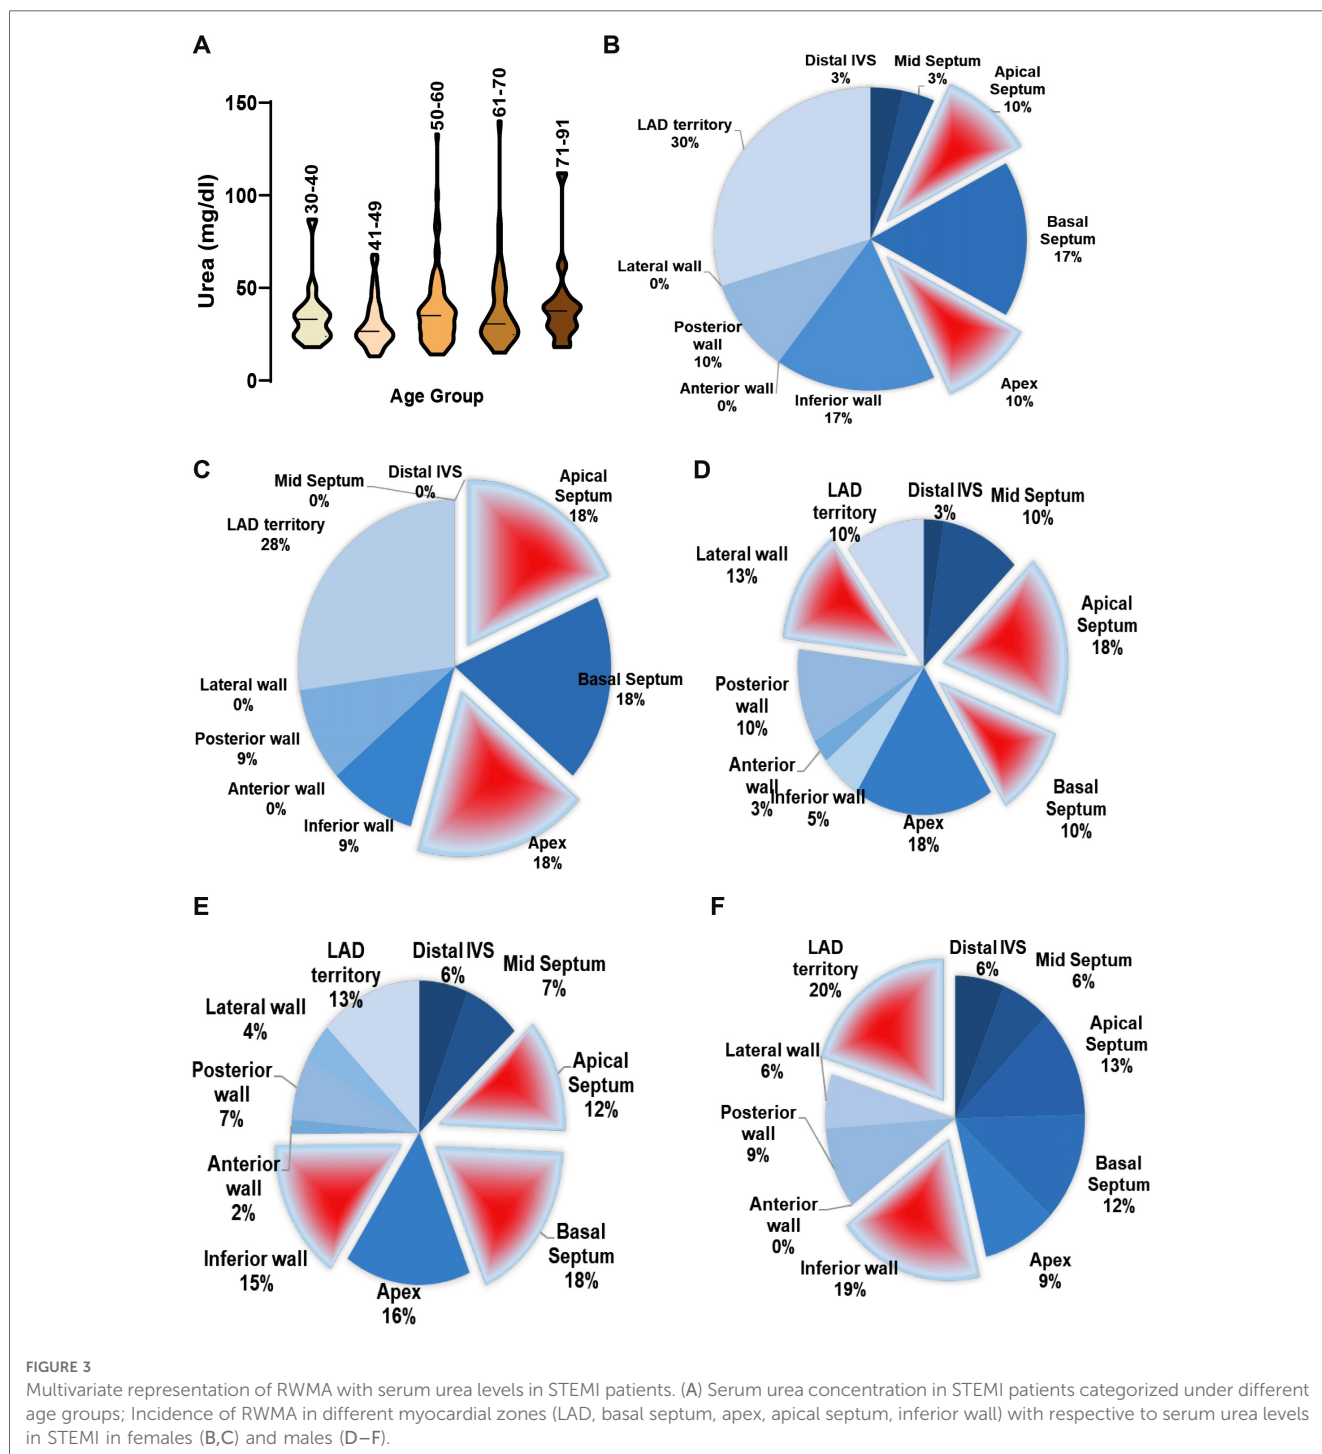 A
150
100
50
0
Urea (mg/dl)
30-40
41-49
50-60
61-70
71-91
Age Group
B
Distal IVS
3%
Mid Septum
3%
Apical
Septum
10%
LAD territory
30%
Basal
Septum
17%
Lateral wall
0%
Posterior
wall
10%
Anterior wall
0%
Inferior wall
17%
Apex
10%
C
Distal IVS
0%
Mid Septum
0%
Apical
Septum
18%
LAD territory
28%
Basal Septum
18%
Lateral wall
0%
Posterior wall
9%
Anterior wall
0%
Inferior wall
9%
Apex
18%
D
LAD
territory
10%
Distal IVS
3%
Mid Septum
10%
Lateral wall
13%
Apical
Septum
18%
Posterior
wall
10%
Anterior
wall
3%
Inferior wall
5%
Apex
18%
Basal
Septum
10%
E
LAD
territory
13%
Distal IVS
6%
Mid Septum
7%
Lateral wall
4%
Apical
Septum
12%
Posterior
wall
7%
Anterior
wall
2%
Inferior wall
15%
Apex
16%
Basal
Septum
18%
F
LAD
territory
20%
Distal IVS
6%
Mid Septum
6%
Apical
Septum
13%
Lateral wall
6%
Posterior
wall
9%
Basal
Septum
12%
Anterior
wall
0%
Inferior wall
19%
Apex
9%
FIGURE 3
Multivariate representation of RWMA with serum urea levels in STEMI patients. (A) Serum urea concentration in STEMI patients categorized under different
age groups; Incidence of RWMA in different myocardial zones (LAD, basal septum, apex, apical septum, inferior wall) with respective to serum urea levels
in STEMI in females (B,C) and males (D–F).